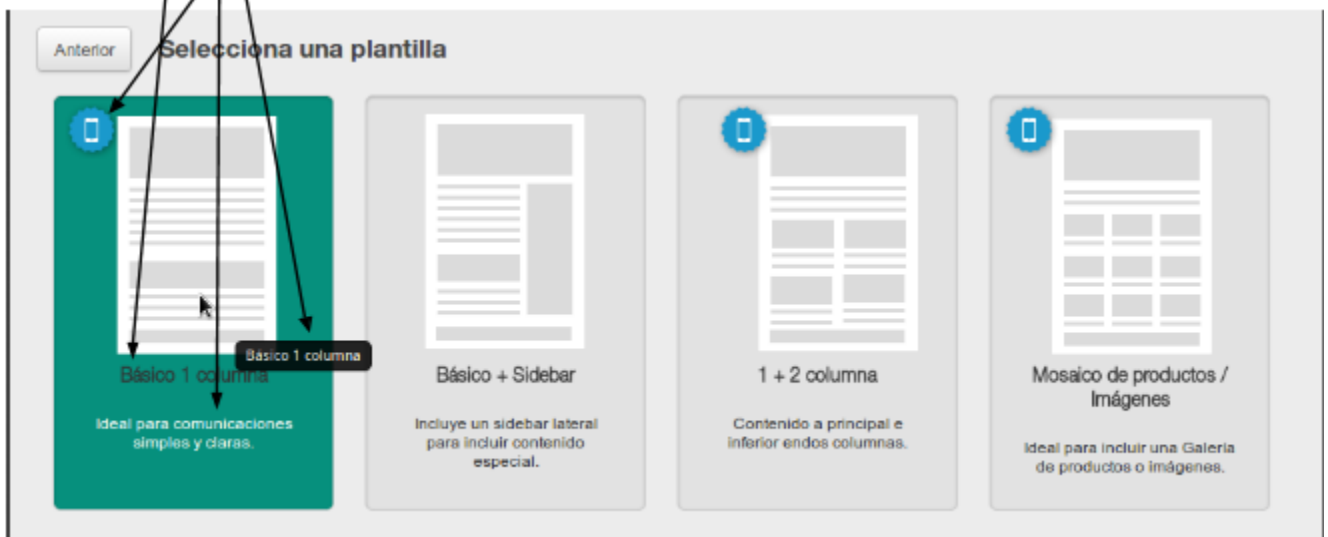 Anterior
Selecciona una plantilla
Básico 1 columna
Básico 1 columna
Ideal para comunicaciones
simples y claras.
Básico + Sidebar
Incluye un sidebar lateral
para incluir contenido
especial.
1 + 2 columna
Contenido a principal e
inferior endos columnas.
Mosaico de productos /
Imágenes
Ideal para incluir una Galería
de productos o imágenes.